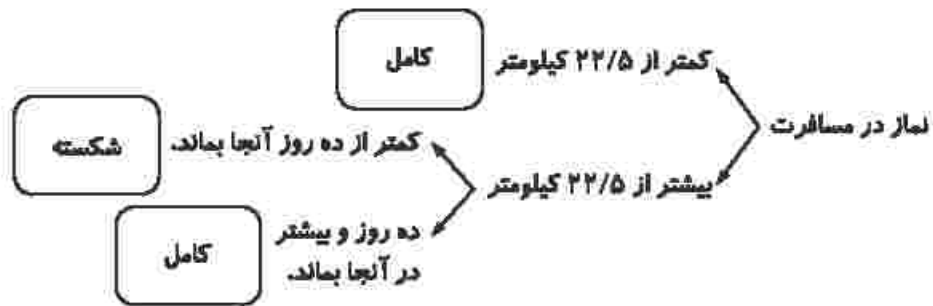 نماز در مسافرت
کمتر از ۲۲/۵ کیلومتر
کامل
بیشتر از ۲۲/۵ کیلومتر
کمتر از ده روز آنجا بماند.
شکسته
ده روز و بیشتر
در آنجا بماند.
کامل